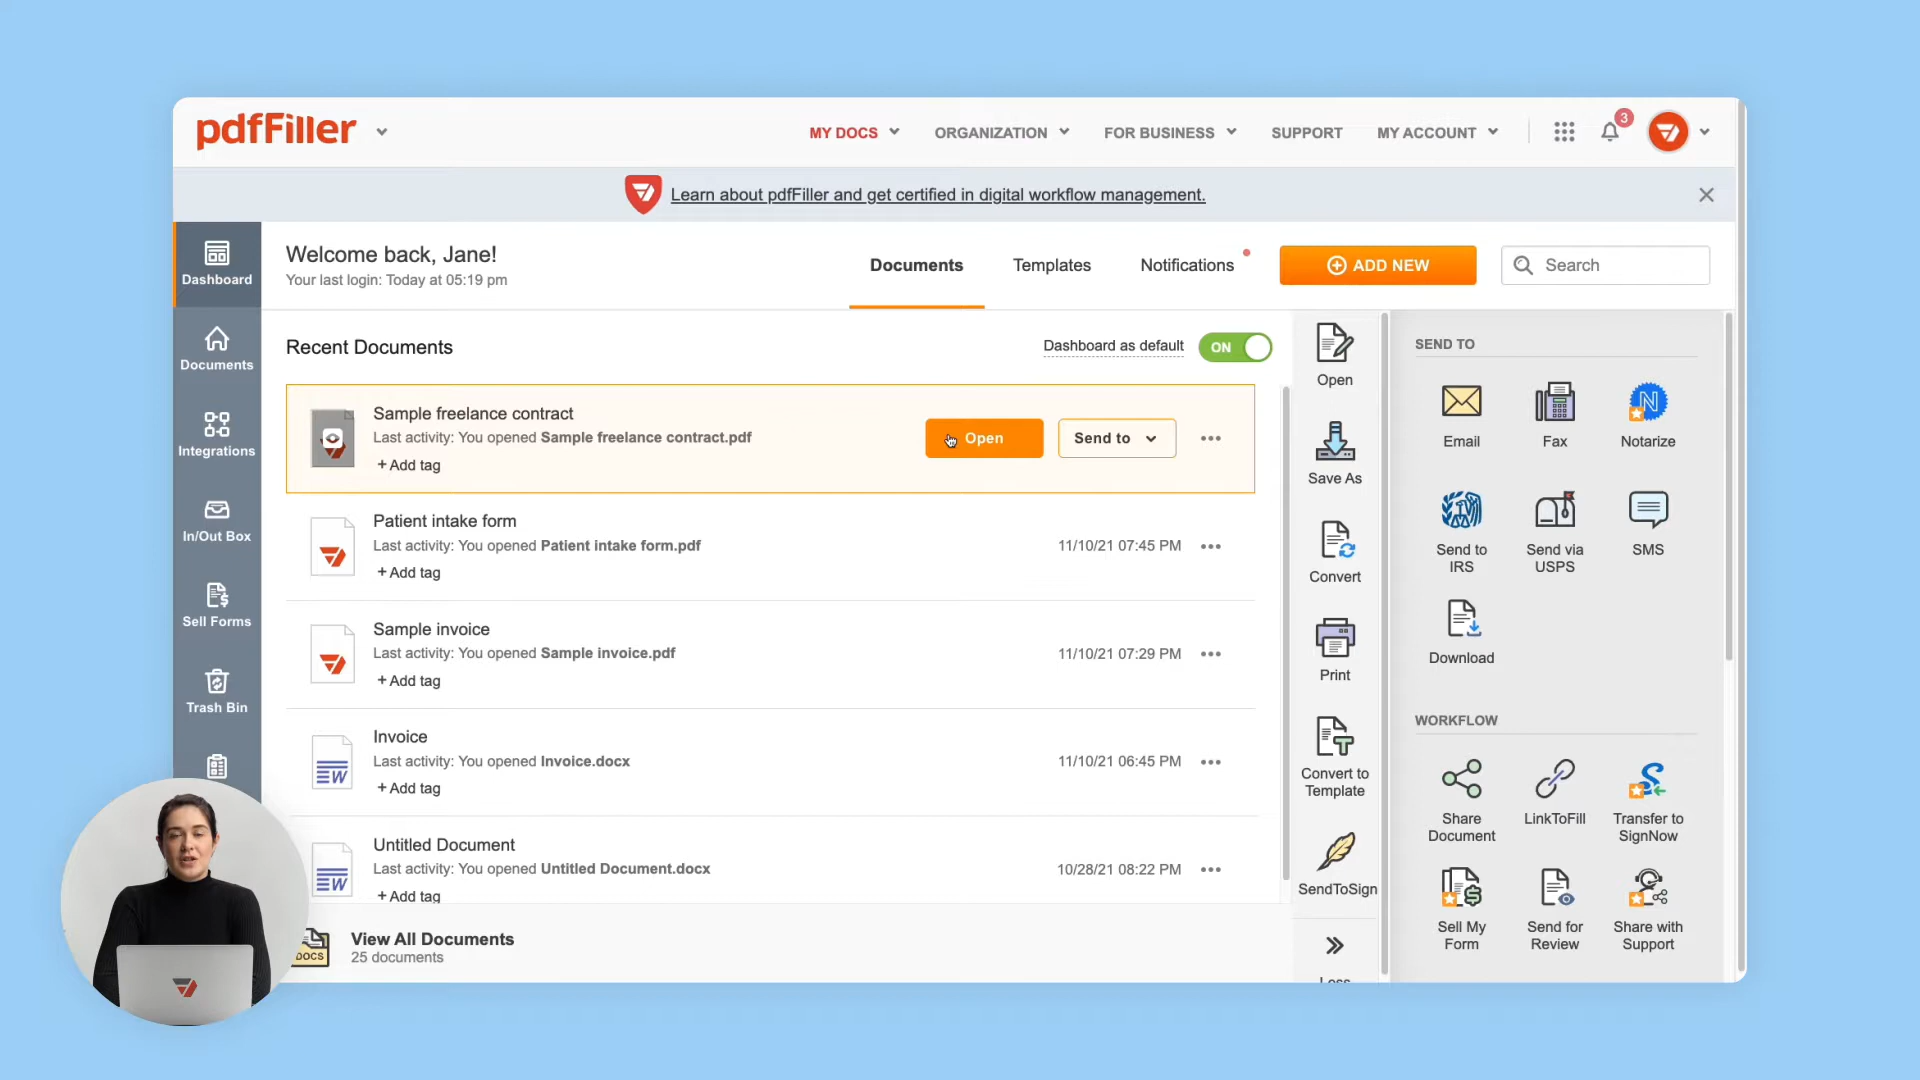 pdfFiller
MY DOCS
ORGANIZATION
FOR BUSINESS
SUPPORT
MY ACCOUNT
3
Learn about pdfFiller and get certified in digital workflow management.
Dashboard
Documents
Integrations
In/Out Box
Sell Forms
Trash Bin
Welcome back, Jane!
Your last login: Today at 05:19 pm
Documents
Templates
Notifications
ADD NEW
Search
Recent Documents
Dashboard as default
ON
Sample freelance contract
Last activity: You opened Sample freelance contract.pdf
+ Add tag
Open
Send to
Patient intake form
Last activity: You opened Patient intake form.pdf
+ Add tag
11/10/21 07:45 PM
Sample invoice
Last activity: You opened Sample invoice.pdf
+ Add tag
11/10/21 07:29 PM
Invoice
Last activity: You opened Invoice.docx
+ Add tag
11/10/21 06:45 PM
W
Untitled Document
Last activity: You opened Untitled Document.docx
+ Add tag
10/28/21 08:22 PM
W
DOCS
View All Documents
25 documents
Open
Save As
Convert
Print
Convert to
Template
SendToSign
Less
SEND TO
Email
Fax
N
Notarize
Send to
IRS
Send via
USPS
SMS
Download
WORKFLOW
Share
Document
LinkToFill
Transfer to
SignNow
Sell My
Form
Send for
Review
Share with
Support